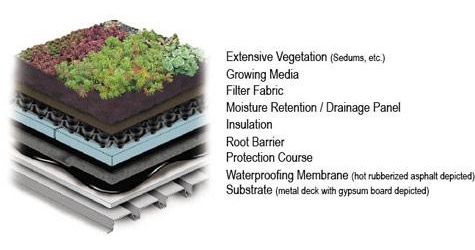 Extensive Vegetation (Sedums, etc.)
Growing Media
Filter Fabric
Moisture Retention / Drainage Panel
Insulation
Root Barrier
Protection Course
Waterproofing Membrane (hot rubberized asphalt depicted)
Substrate (metal deck with gypsum board depicted)